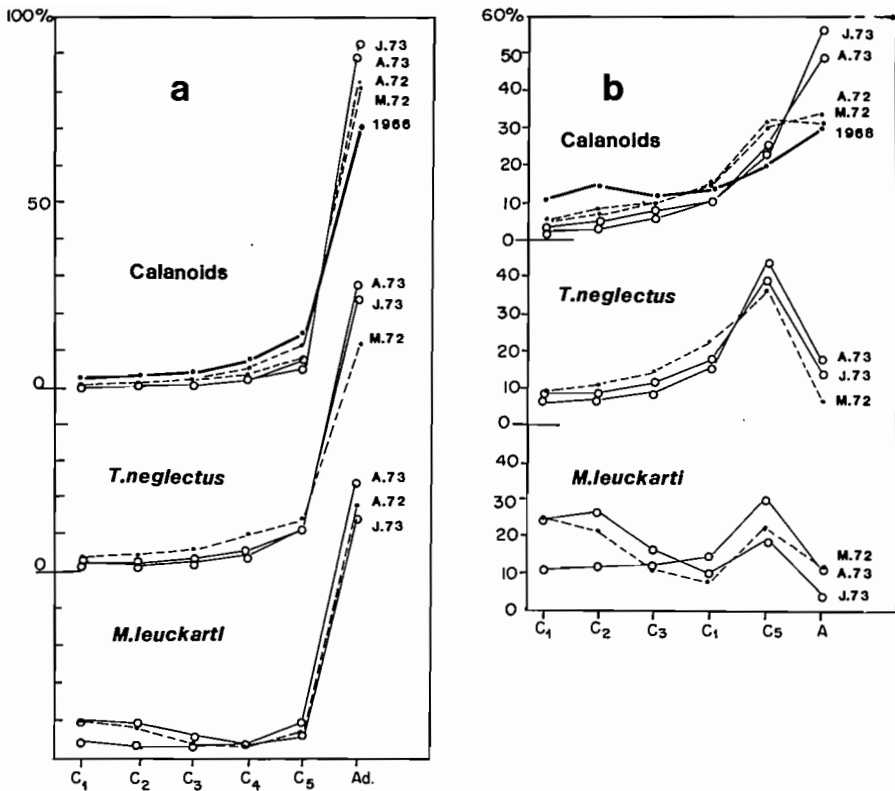 100%
a
J.73
A.73
A.72
M.72
1966
50
Calanoids
0
A.73
J.73
M.72
T.neglectus
0
A.73
A.72
J.73
M.leuckarti
C1 C2 C3 C4 C5 Ad.
60%
b
J.73
A.73
50
40
A.72
M.72
1968
30
Calanoids
20
10
0
40
T.neglectus
30
20
A.73
J.73
10
M.72
0
M.leuckarti
40
30
20
M.72
A.73
10
J.73
0
C1 C2 C3 C1 C5 A